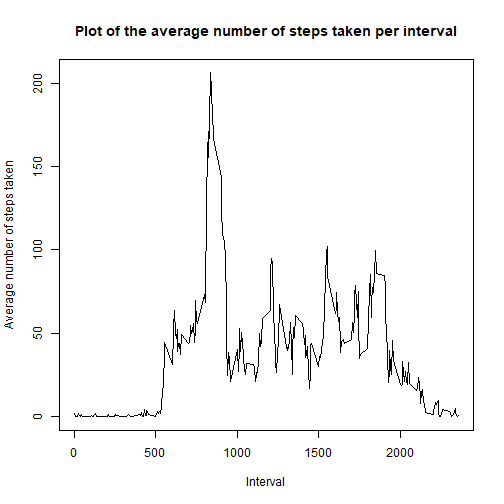 Plot of the average number of steps taken per interval
Average number of steps taken
200
150
100
50
0
0 500 1000 1500 2000
Interval